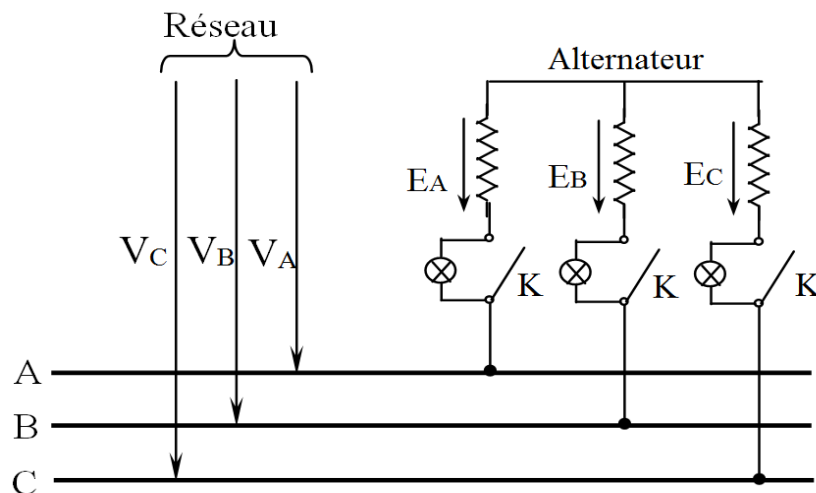 Réseau
Alternateur
EA EB EC
VC VB VA
K K K
A
B
C